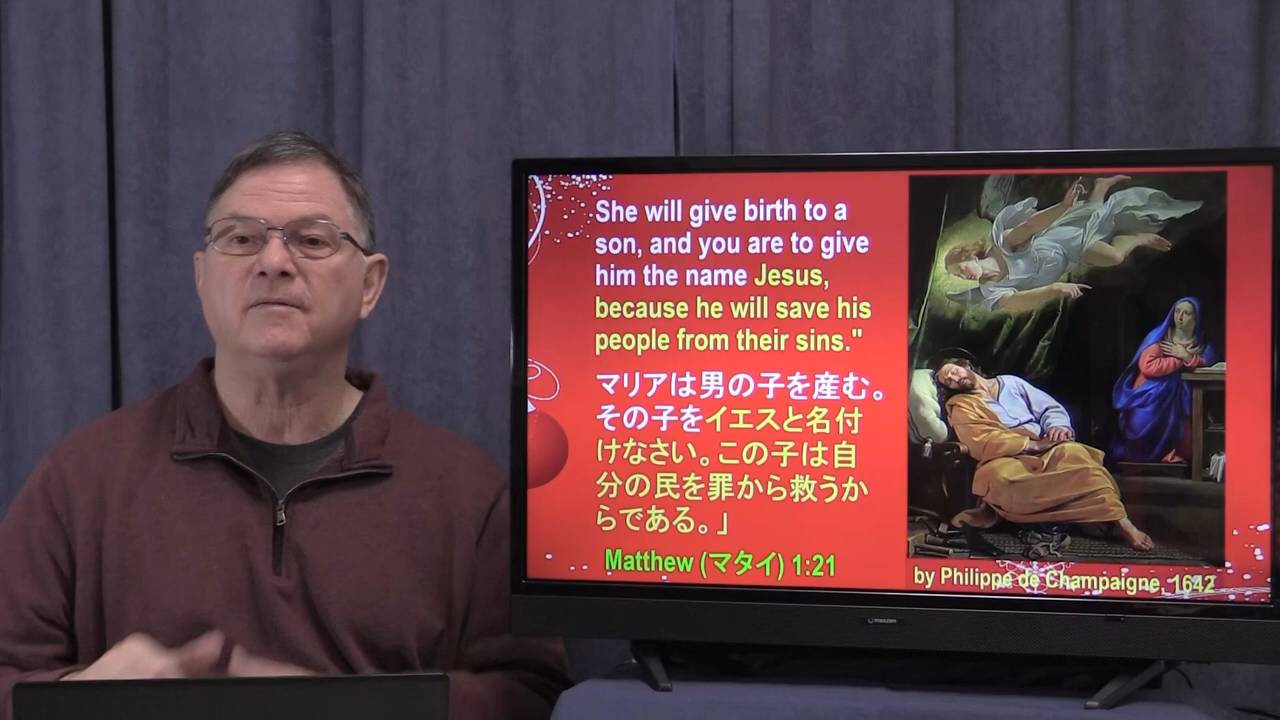 She will give birth to a
son, and you are to give
him the name Jesus,
because he will save his
people from their sins."
マリアは男の子を産む。
その子をイエスと名付
けなさい。この子は自
分の民を罪から救うか
らである。」
Matthew (マタイ) 1:21
by Philippe de Champaigne, 1642